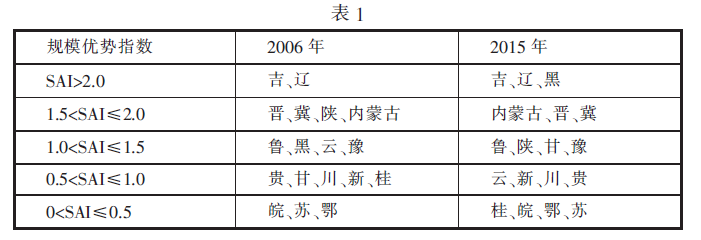 表 1
规模优势指数 2006 年 2015 年
SAI>2.0 吉、辽 吉、辽、黑
1.5<SAI≤2.0 晋、冀、陕、内蒙古 内蒙古、晋、冀
1.0<SAI≤1.5 鲁、黑、云、豫 鲁、陕、甘、豫
0.5<SAI≤1.0 贵、甘、川、新、桂 云、新、川、贵
0<SAI≤0.5 皖、苏、鄂 桂、皖、鄂、苏